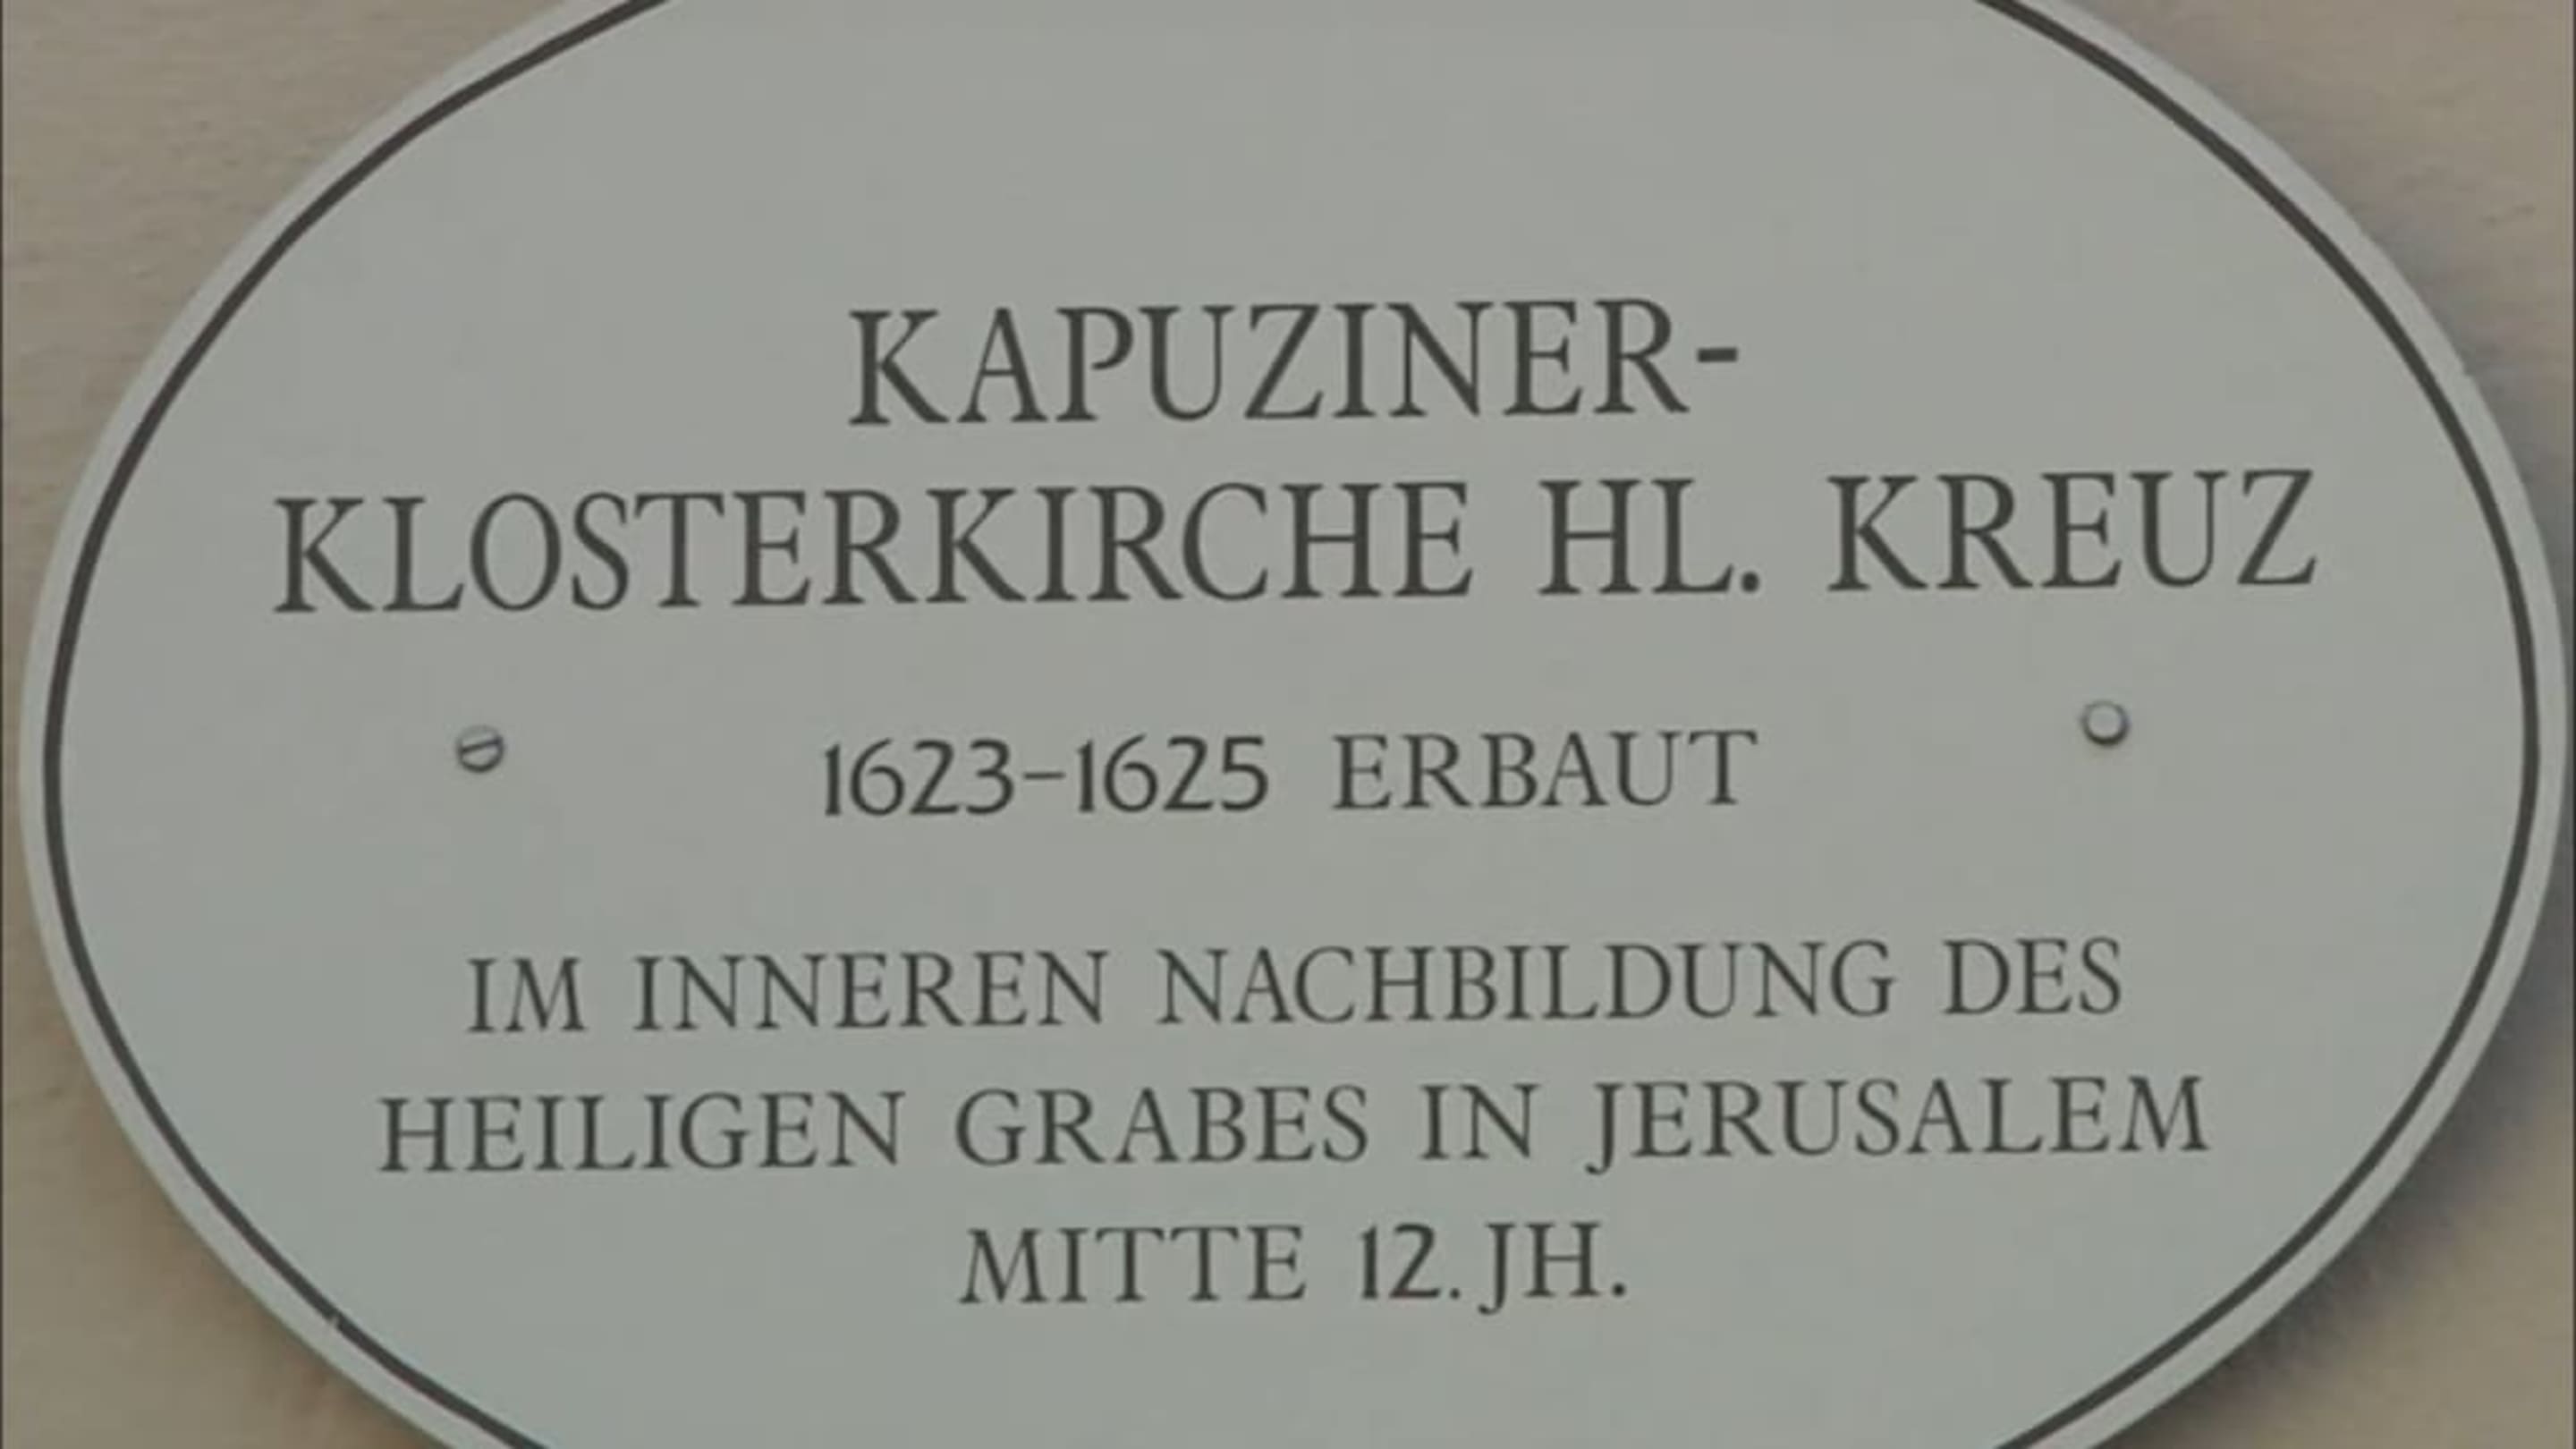 KAPUZINER-
KLOSTERKIRCHE HL. KREUZ
1623–1625 ERBAUT
IM INNEREN NACHBILDUNG DES
HEILIGEN GRABES IN JERUSALEM
MITTE 12. JH.